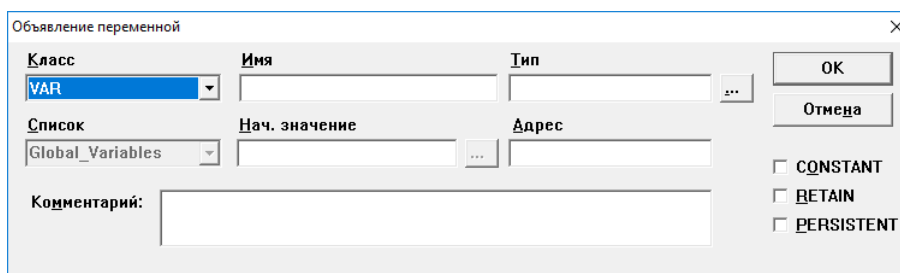 Объявление переменной
Класс Имя Тип
VAR ... OK
Список Нач. значение Адрес Отмена
Global_Variables ...
CONSTANT
Комментарий: RETAIN
PERSISTENT